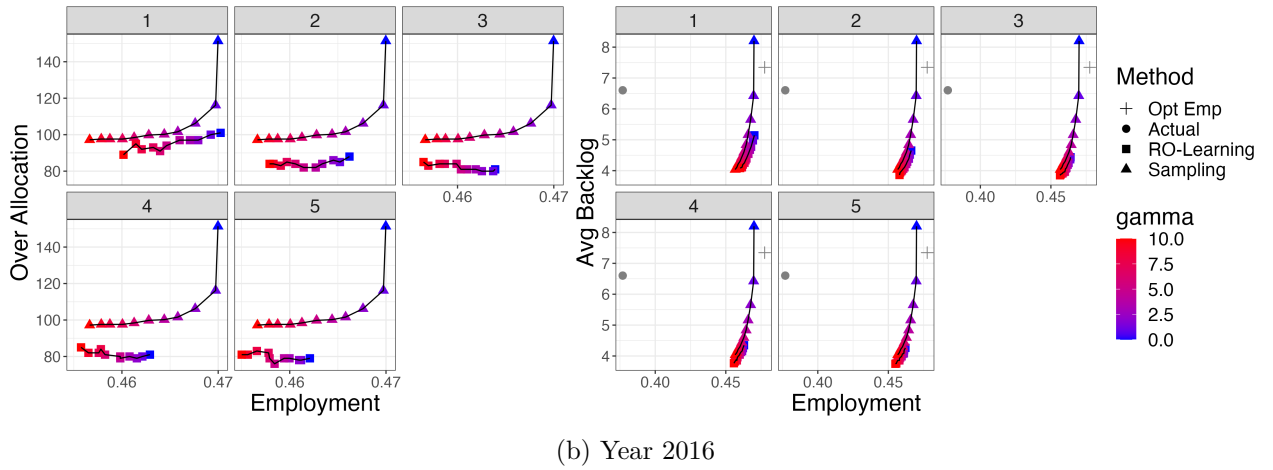 1 2 3
140
120
100
80
4 5
140
120
100
80
0.46 0.47
0.46 0.47 0.46 0.47
Over Allocation
Employment
1 2 3
8
7
6
5
4
4 5
8
7
6
5
4
0.40 0.45
0.40 0.45 0.40 0.45
Avg Backlog
Employment
Method
Opt Emp
Actual
RO-Learning
Sampling
gamma
10.0
7.5
5.0
2.5
0.0
(b) Year 2016